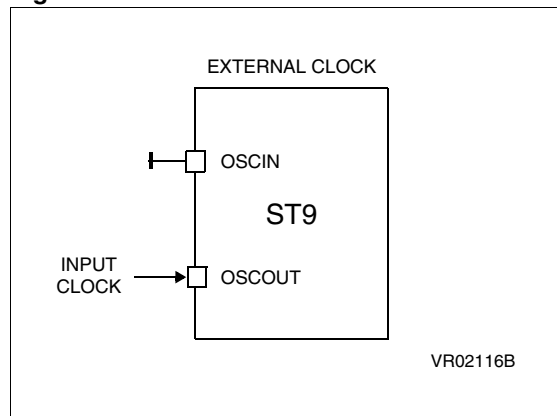 EXTERNAL CLOCK
OSCIN
ST9
INPUT
CLOCK
OSCOUT
VR02116B